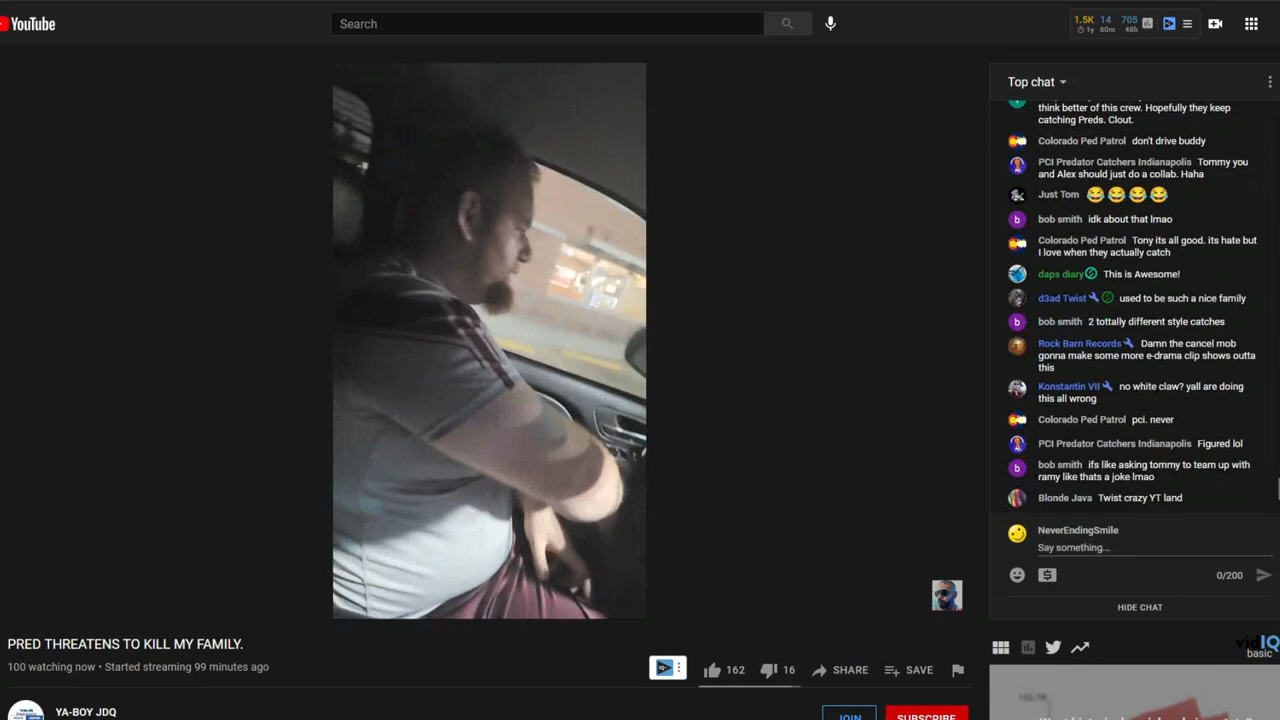 YouTube
Search
1.5K 14 705
1y 60m 48h
Top chat
think better of this crew. Hopefully they keep
catching Preds. Clout.
Colorado Ped Patrol don't drive buddy
PCI Predator Catchers Indianapolis Tommy you
and Alex should just do a collab. Haha
Just Tom 😂😂😂😂
bob smith idk about that lmao
Colorado Ped Patrol Tony its all good. its hate but
I love when they actually catch
daps diary This is Awesome!
d3ad Twist used to be such a nice family
bob smith 2 tottally different style catches
Rock Barn Records Damn the cancel mob
gonna make some more e-drama clip shows outta
this
Konstantin VII no white claw? yall are doing
this all wrong
Colorado Ped Patrol pci. never
PCI Predator Catchers Indianapolis Figured lol
bob smith ifs like asking tommy to team up with
ramy like thats a joke lmao
Blonde Java Twist crazy YT land
NeverEndingSmile
Say something...
0/200
HIDE CHAT
PRED THREATENS TO KILL MY FAMILY.
100 watching now • Started streaming 99 minutes ago
162 16 SHARE SAVE
vidIQ
basic
YA-BOY JDQ
JOIN SUBSCRIBE